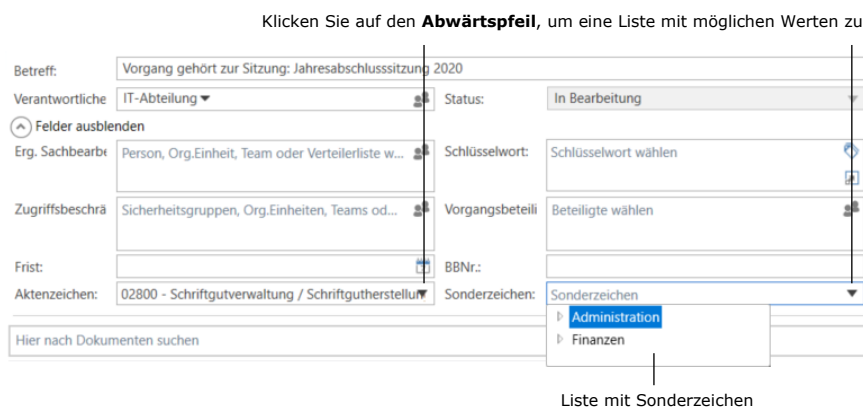 Klicken Sie auf den Abwärtspfeil, um eine Liste mit möglichen Werten zu
Betreff: Vorgang gehört zur Sitzung: Jahresabschlusssitzung 2020
Verantwortliche IT-Abteilung Status: In Bearbeitung
Felder ausblenden
Erg. Sachbearbe Person, Org.Einheit, Team oder Verteilerliste w... Schlüsselwort: Schlüsselwort wählen
Zugriffsbeschrä Sicherheitsgruppen, Org.Einheiten, Teams od... Vorgangsbeteili Beteiligte wählen
Frist: BBNr.:
Aktenzeichen: 02800 - Schriftgutverwaltung / Schriftgutherstellun Sonderzeichen: Sonderzeichen
Administration
Hier nach Dokumenten suchen Finanzen
Liste mit Sonderzeichen